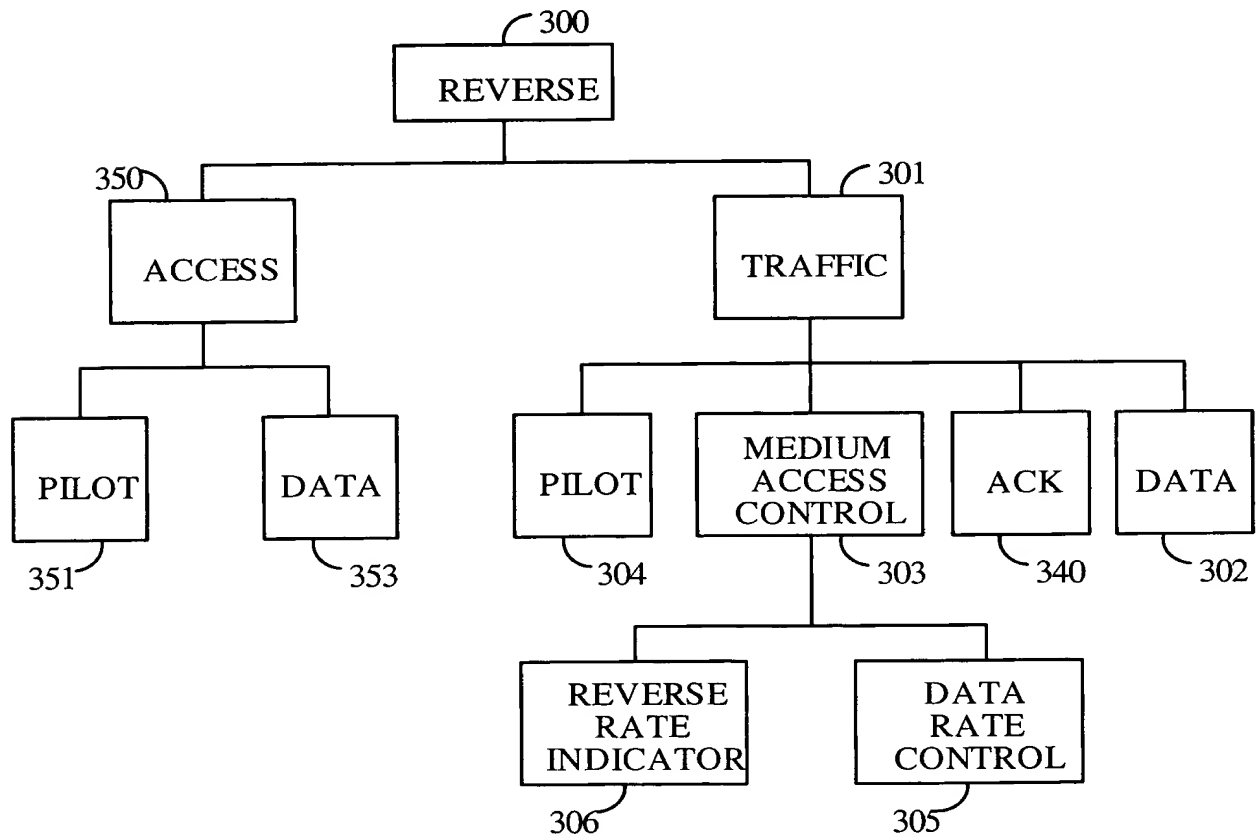 300
REVERSE
350
301
ACCESS
TRAFFIC
PILOT
DATA
PILOT
MEDIUM
ACCESS
CONTROL
ACK
DATA
351
353
304
303
340
302
REVERSE
RATE
INDICATOR
DATA
RATE
CONTROL
306
305